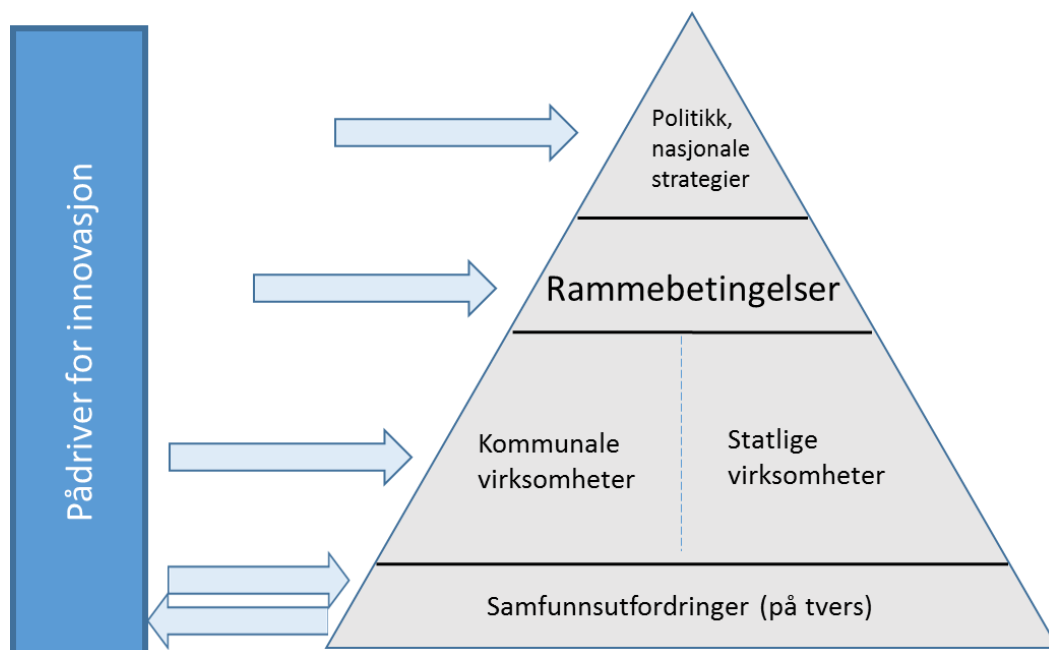 Pådriver for innovasjon
Politikk,
nasjonale
strategier
Rammebetingelser
Kommunale
virksomheter
Statlige
virksomheter
Samfunnsutfordringer (på tvers)